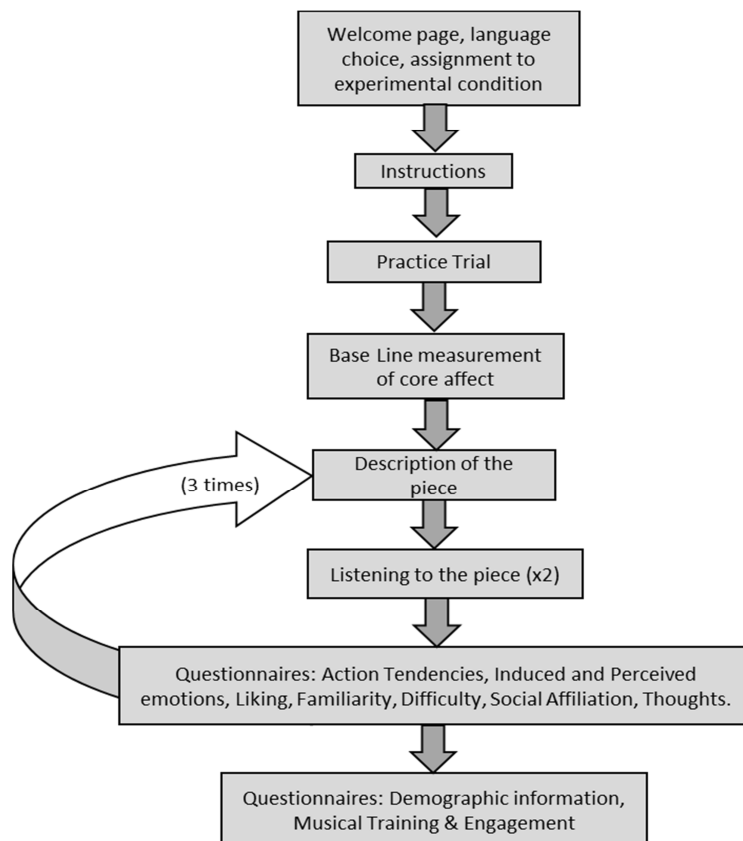 Welcome page, language
choice, assignment to
experimental condition
Instructions
Practice Trial
Base Line measurement
of core affect
(3 times)
Description of the
piece
Listening to the piece (x2)
Questionnaires: Action Tendencies, Induced and Perceived
emotions, Liking, Familiarity, Difficulty, Social Affiliation, Thoughts.
Questionnaires: Demographic information,
Musical Training & Engagement